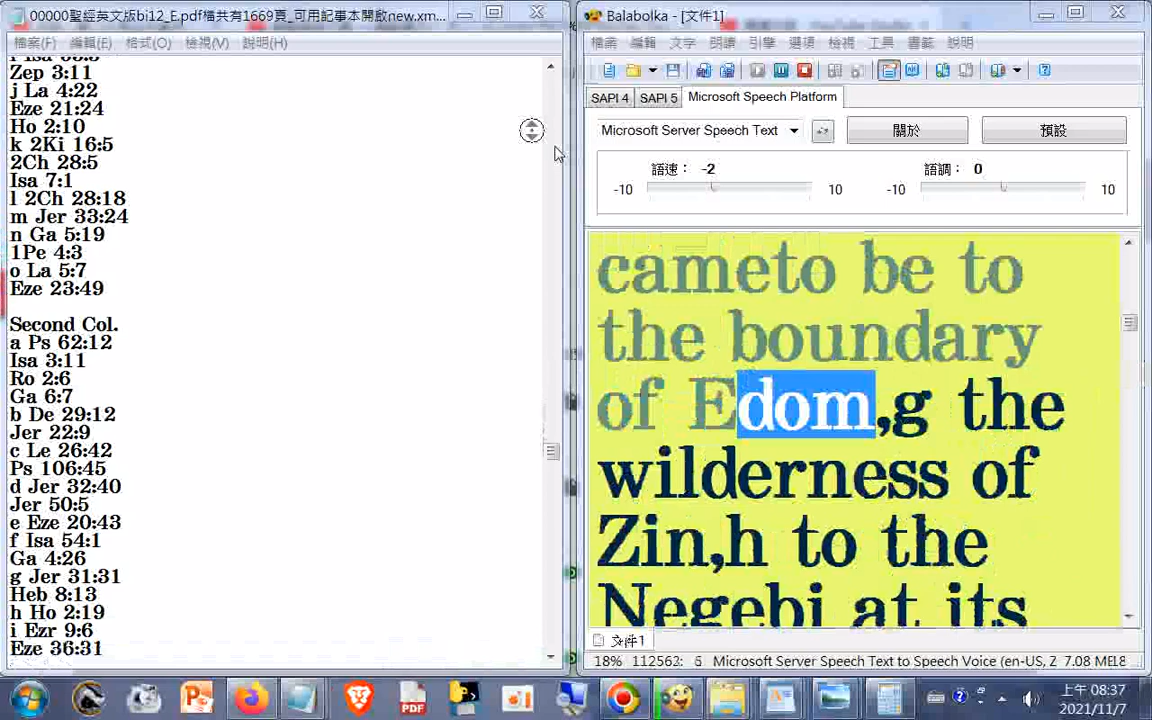 00000聖經英文版bi12_E.pdf檔共有1669頁_可用記事本開啟new.xm...
檔案(F) 編輯(E) 格式(O) 檢視(V) 說明(H)
Zep 3:11
j La 4:22
Eze 21:24
Ho 2:10
k 2Ki 16:5
2Ch 28:5
Isa 7:1
l 2Ch 28:18
m Jer 33:24
n Ga 5:19
1Pe 4:3
o La 5:7
Eze 23:49
Second Col.
a Ps 62:12
Isa 3:11
Ro 2:6
Ga 6:7
b De 29:12
Jer 22:9
c Le 26:42
Ps 106:45
d Jer 32:40
Jer 50:5
e Eze 20:43
f Isa 54:1
Ga 4:26
g Jer 31:31
Heb 8:13
h Ho 2:19
i Ezr 9:6
Eze 36:31
Balabolka - [文件1]
檔案 編輯 文字 朗讀 引擎 選項 檢視 工具 書籤 說明
SAPI 4 SAPI 5 Microsoft Speech Platform
Microsoft Server Speech Text 關於 預設
語速： -2 語調： 0
-10 10 -10 10
cameto be to
the boundary
of Edom,g the
wilderness of
Zin,h to the
Negebi at its
文件1
18% 112562: 6 Microsoft Server Speech Text to Speech Voice (en-US, Z 7.08 ME
上午 08:37
2021/11/7